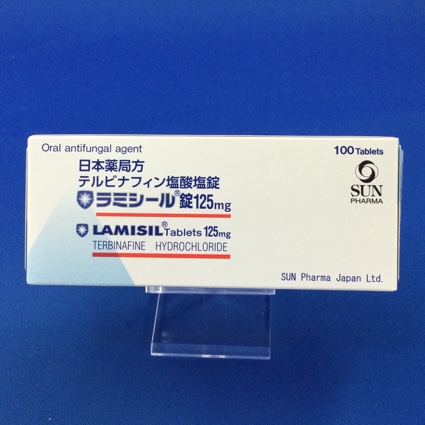 Oral antifungal agent
100 Tablets
日本薬局方
テルビナフィン塩酸塩錠
ラミシール®錠125mg
SUN
PHARMA
LAMISIL® Tablets 125mg
TERBINAFINE HYDROCHLORIDE
SUN Pharma Japan Ltd.